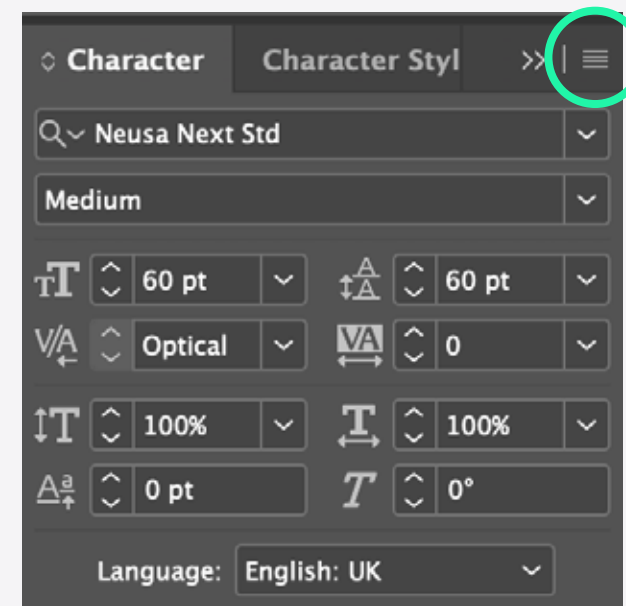 Character Character Styl
Neusa Next Std
Medium
60 pt 60 pt
Optical 0
100% 100%
0 pt 0°
Language: English: UK